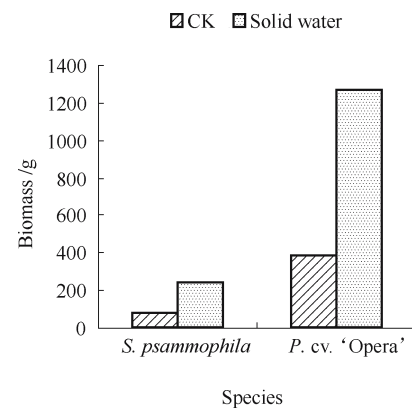 CK Solid water
1400
1200
1000
800
600
400
200
0
Biomass /g
S. psammophila P. cv. ‘Opera’
Species